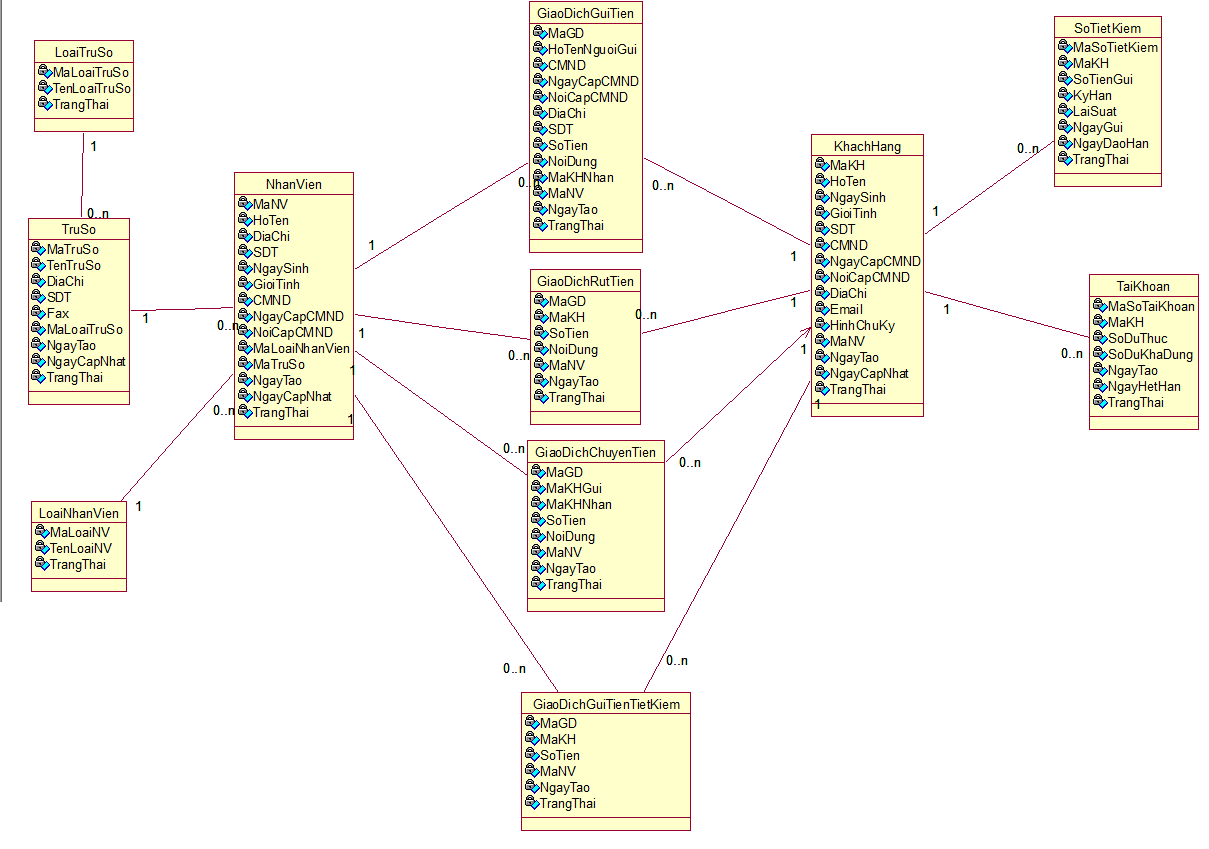 LoaiTruSo
MaLoaiTruSo
TenLoaiTruSo
TrangThai
1
0..n
TruSo
MaTruSo
TenTruSo
DiaChi
SDT
Fax
MaLoaiTruSo
NgayTao
NgayCapNhat
TrangThai
1
0..n
LoaiNhanVien
MaLoaiNV
TenLoaiNV
TrangThai
1
0..n
NhanVien
MaNV
HoTen
DiaChi
SDT
NgaySinh
GioiTinh
CMND
NgayCapCMND
NoiCapCMND
MaLoaiNhanVien
MaTruSo
NgayTao
NgayCapNhat
TrangThai
1
0..n
1
0..n
1
0..n
1
0..n
GiaoDichGuiTien
MaGD
HoTenNguoiGui
CMND
NgayCapCMND
NoiCapCMND
DiaChi
SDT
SoTien
NoiDung
MaKHNhan
MaNV
NgayTao
TrangThai
0..n
1
GiaoDichRutTien
MaGD
MaKH
SoTien
NoiDung
MaNV
NgayTao
TrangThai
0..n
1
GiaoDichChuyenTien
MaGD
MaKHGui
MaKHNhan
SoTien
NoiDung
MaNV
NgayTao
TrangThai
0..n
1
GiaoDichGuiTienTietKiem
MaGD
MaKH
SoTien
MaNV
NgayTao
TrangThai
0..n
1
KhachHang
MaKH
HoTen
NgaySinh
GioiTinh
SDT
CMND
NgayCapCMND
NoiCapCMND
DiaChi
Email
HinhChuKy
MaNV
NgayTao
NgayCapNhat
TrangThai
1
0..n
1
0..n
SoTietKiem
MaSoTietKiem
MaKH
SoTienGui
KyHan
LaiSuat
NgayGui
NgayDaoHan
TrangThai
TaiKhoan
MaSoTaiKhoan
MaKH
SoDuThuc
SoDuKhaDung
NgayTao
NgayHetHan
TrangThai